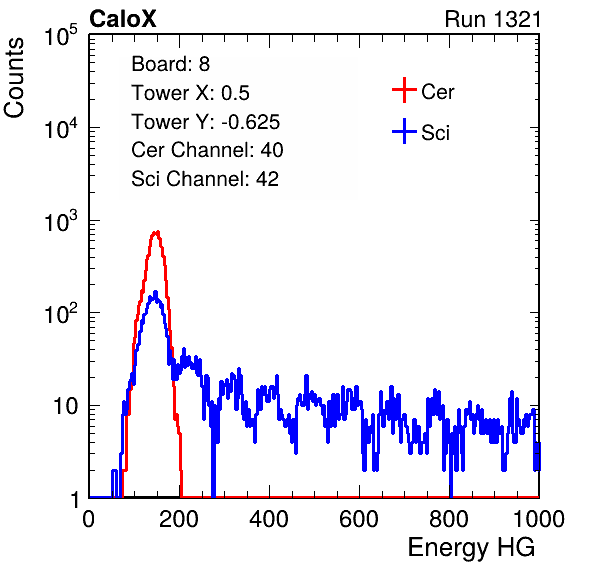 CaloX Run 1321
Counts
Board: 8
Tower X: 0.5
Tower Y: -0.625
Cer Channel: 40
Sci Channel: 42
Cer
Sci
10^5
10^4
10^3
10^2
10
1
0 200 400 600 800 1000
Energy HG